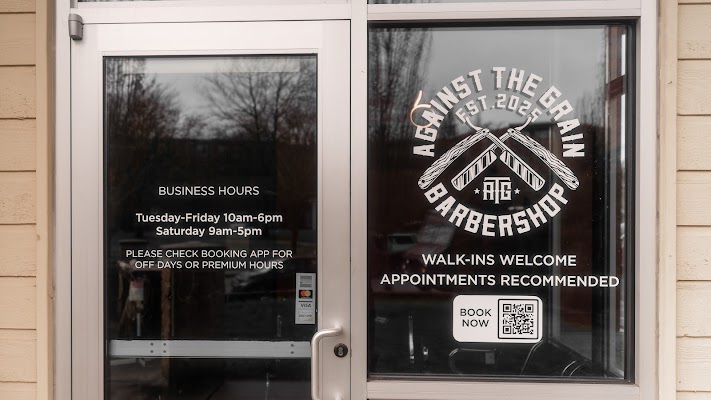 BUSINESS HOURS
Tuesday-Friday 10am-6pm
Saturday 9am-5pm
PLEASE CHECK BOOKING APP FOR
OFF DAYS OR PREMIUM HOURS
VISA
AGAINST THE GRAIN
EST. 2025
ATG
BARBERSHOP
WALK-INS WELCOME
APPOINTMENTS RECOMMENDED
BOOK
NOW